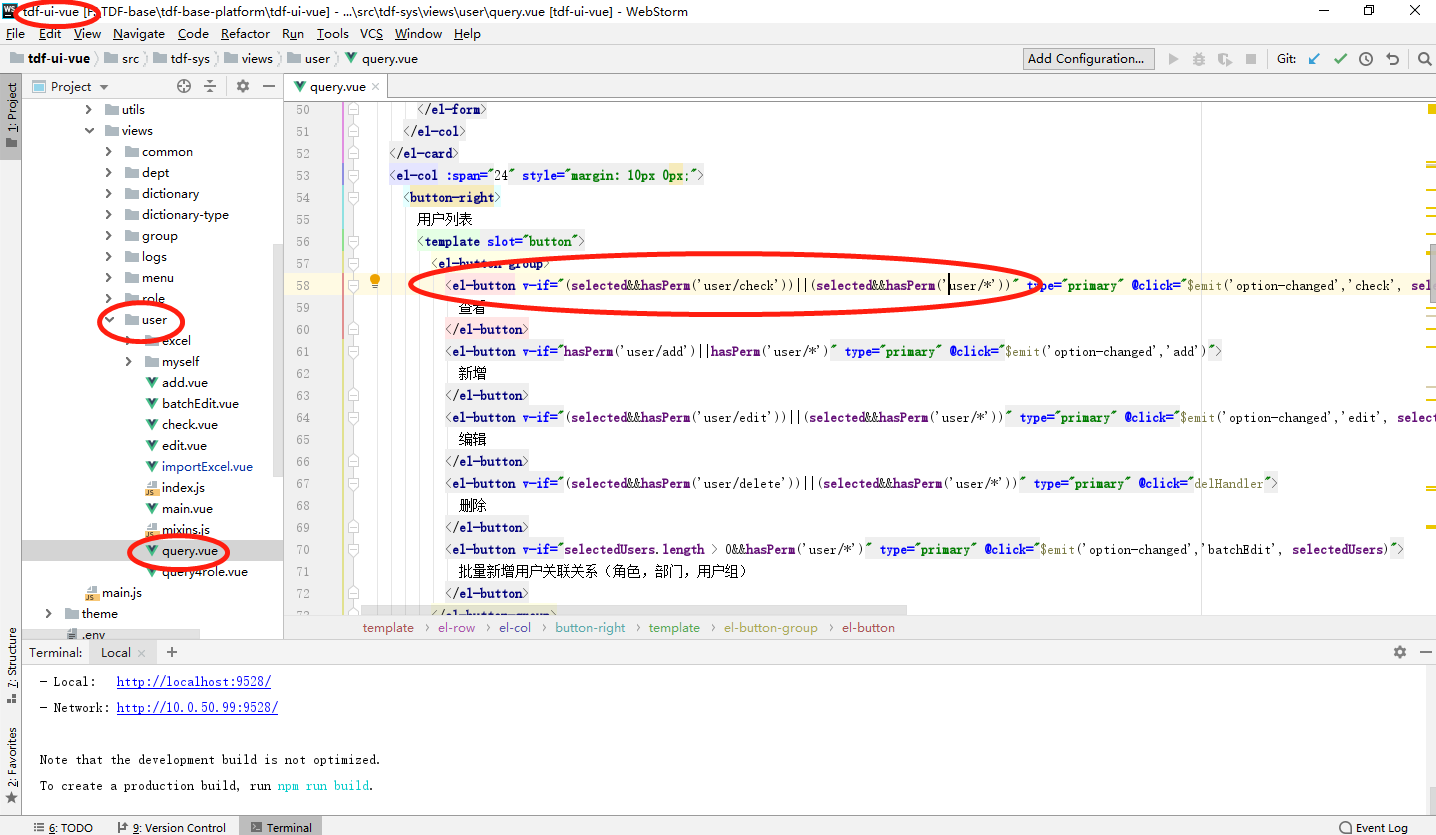 tdf-ui-vue [F:\TDF-base\tdf-base-platform\tdf-ui-vue] - ...\src\tdf-sys\views\user\query.vue [tdf-ui-vue] - WebStorm
File Edit View Navigate Code Refactor Run Tools VCS Window Help
tdf-ui-vue src tdf-sys views user query.vue Add Configuration... Git:
1: Project
Project
utils
views
common
dept
dictionary
dictionary-type
group
logs
menu
role
user
excel
myself
add.vue
batchEdit.vue
check.vue
edit.vue
importExcel.vue
index.js
main.vue
mixins.js
query.vue
query4role.vue
main.js
theme
.env
query.vue
50 </el-form>
51 </el-col>
52 </el-card>
53 <el-col :span="24" style="margin: 10px 0px;">
54 <button-right>
55 用户列表
56 <template slot="button">
57 <el-button-group>
58 <el-button v-if="(selected&&hasPerm('user/check'))||(selected&&hasPerm('user/*'))" type="primary" @click="$emit('option-changed','check', sel
59 查看
60 </el-button>
61 <el-button v-if="hasPerm('user/add')||hasPerm('user/*')" type="primary" @click="$emit('option-changed','add')">
62 新增
63 </el-button>
64 <el-button v-if="(selected&&hasPerm('user/edit'))||(selected&&hasPerm('user/*'))" type="primary" @click="$emit('option-changed','edit', select
65 编辑
66 </el-button>
67 <el-button v-if="(selected&&hasPerm('user/delete'))||(selected&&hasPerm('user/*'))" type="primary" @click="delHandler">
68 删除
69 </el-button>
70 <el-button v-if="selectedUsers.length > 0&&hasPerm('user/*')" type="primary" @click="$emit('option-changed','batchEdit', selectedUsers)">
71 批量新增用户关联关系（角色，部门，用户组）
72 </el-button>
73 </el-button-group>
template el-row el-col button-right template el-button-group el-button
7: Structure
2: Favorites
Terminal: Local
- Local: http://localhost:9528/
- Network: http://10.0.50.99:9528/
Note that the development build is not optimized.
To create a production build, run npm run build.
6: TODO 9: Version Control Terminal Event Log